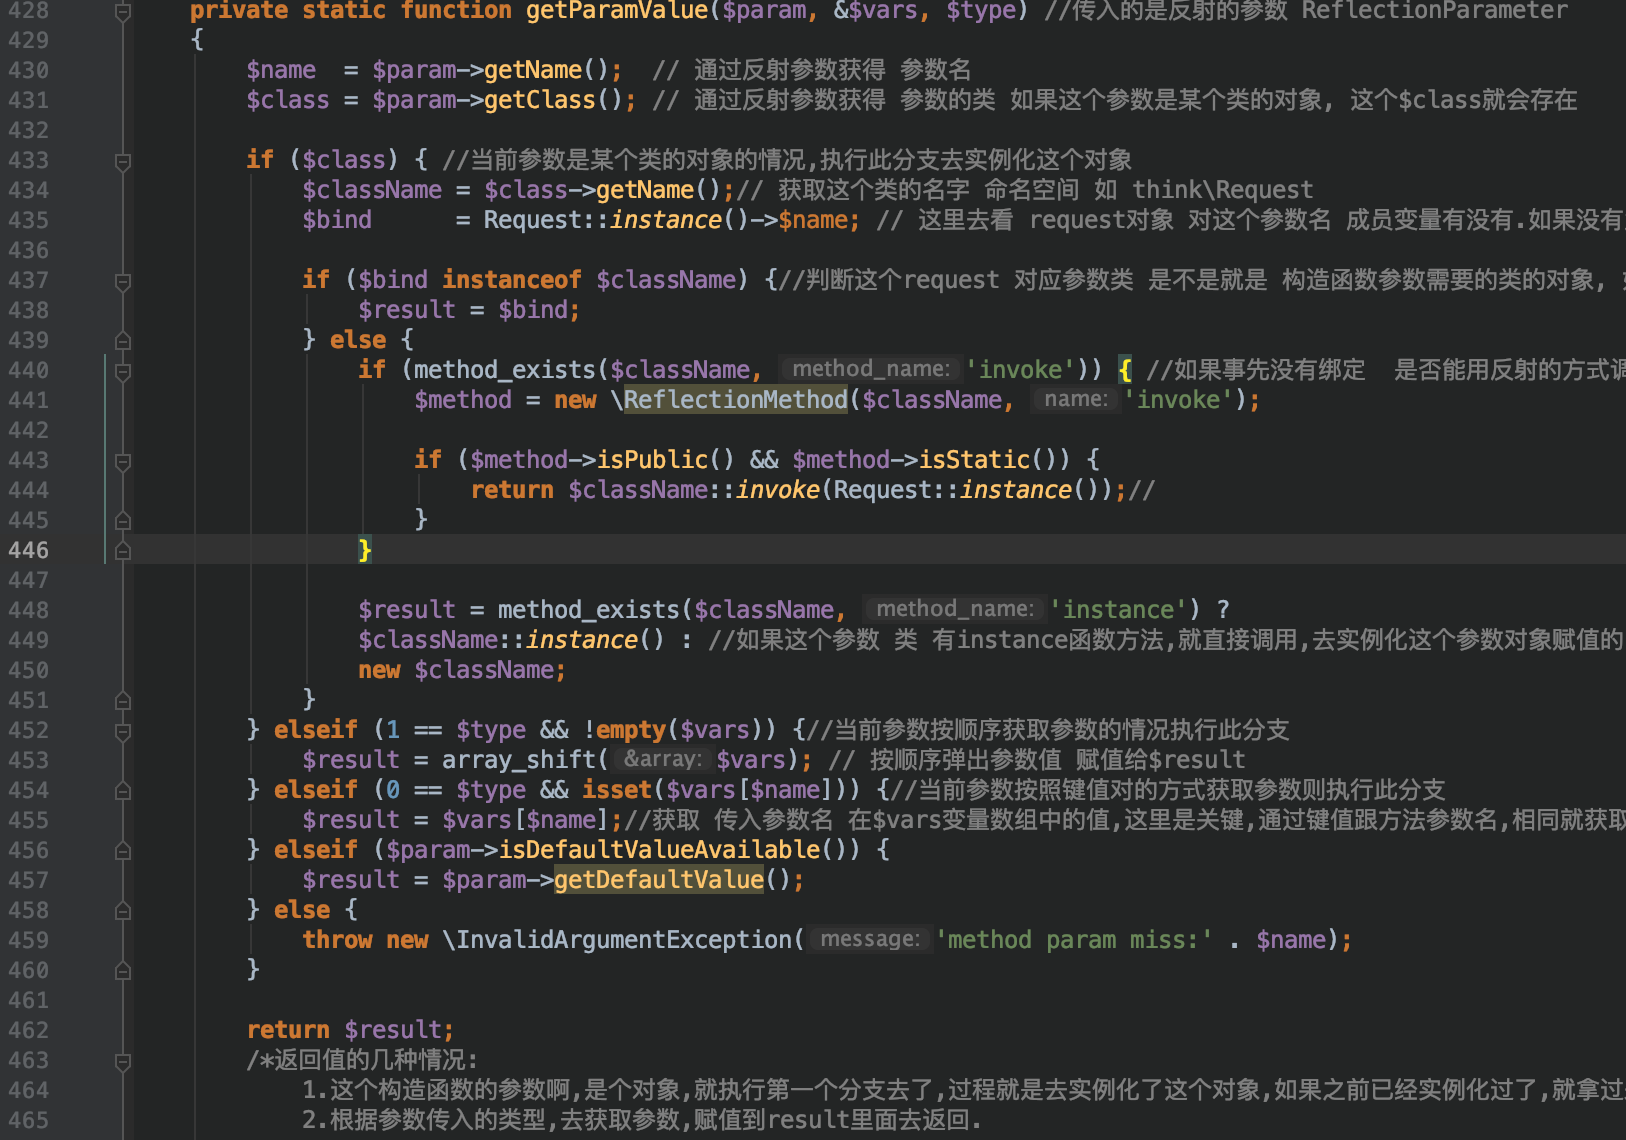 428 private static function getParamValue($param, &$vars, $type) //传入的是反射的参数 ReflectionParameter
429 {
430 $name = $param->getName(); // 通过反射参数获得 参数名
431 $class = $param->getClass(); // 通过反射参数获得 参数的类 如果这个参数是某个类的对象, 这个$class就会存在
432
433 if ($class) { //当前参数是某个类的对象的情况,执行此分支去实例化这个对象
434 $className = $class->getName();// 获取这个类的名字 命名空间 如 think\Request
435 $bind = Request::instance()->$name; // 这里去看 request对象 对这个参数名 成员变量有没有.如果没有
436
437 if ($bind instanceof $className) {//判断这个request 对应参数类 是不是就是 构造函数参数需要的类的对象,
438 $result = $bind;
439 } else {
440 if (method_exists($className, method_name: 'invoke')) { //如果事先没有绑定 是否能用反射的方式调
441 $method = new \ReflectionMethod($className, name: 'invoke');
442
443 if ($method->isPublic() && $method->isStatic()) {
444 return $className::invoke(Request::instance());//
445 }
446 }
447
448 $result = method_exists($className, method_name: 'instance') ?
449 $className::instance() : //如果这个参数 类 有instance函数方法,就直接调用,去实例化这个参数对象赋值的
450 new $className;
451 }
452 } elseif (1 == $type && !empty($vars)) {//当前参数按顺序获取参数的情况执行此分支
453 $result = array_shift( &array: $vars); // 按顺序弹出参数值 赋值给$result
454 } elseif (0 == $type && isset($vars[$name])) {//当前参数按照键值对的方式获取参数则执行此分支
455 $result = $vars[$name];//获取 传入参数名 在$vars变量数组中的值,这里是关键,通过键值跟方法参数名,相同就获取
456 } elseif ($param->isDefaultValueAvailable()) {
457 $result = $param->getDefaultValue();
458 } else {
459 throw new \InvalidArgumentException( message: 'method param miss:' . $name);
460 }
461
462 return $result;
463 /*返回值的几种情况:
464 1.这个构造函数的参数啊,是个对象,就执行第一个分支去了,过程就是去实例化了这个对象,如果之前已经实例化过了,就拿过
465 2.根据参数传入的类型,去获取参数,赋值到result里面去返回.